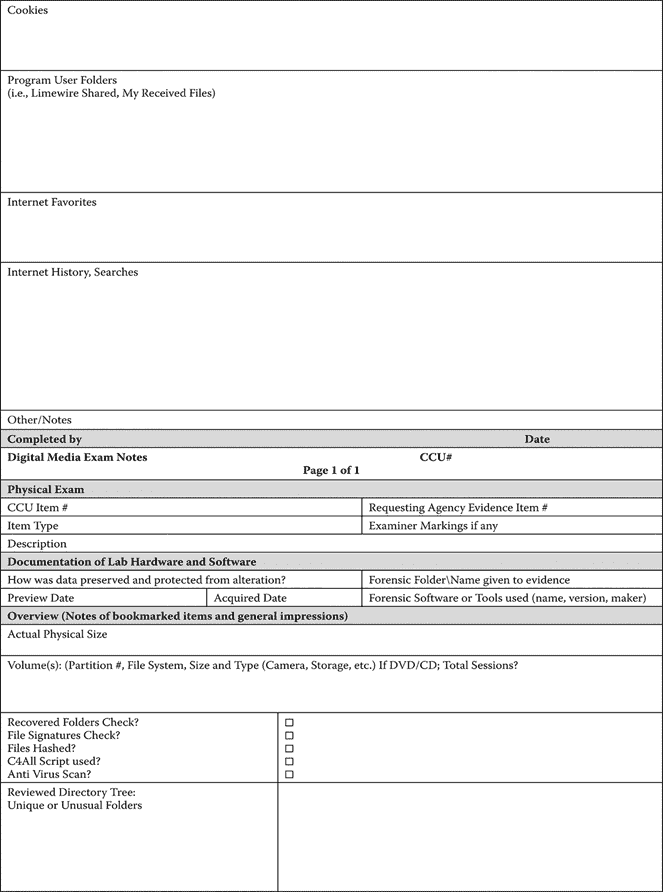 Cookies
Program User Folders
(i.e., Limewire Shared, My Received Files)
Internet Favorites
Internet History, Searches
Other/Notes
Completed by Date
Digital Media Exam Notes CCU#
Page 1 of 1
Physical Exam
CCU Item # Requesting Agency Evidence Item #
Item Type Examiner Markings if any
Description
Documentation of Lab Hardware and Software
How was data preserved and protected from alteration? Forensic Folder\Name given to evidence
Preview Date Acquired Date Forensic Software or Tools used (name, version, maker)
Overview (Notes of bookmarked items and general impressions)
Actual Physical Size
Volume(s): (Partition #, File System, Size and Type (Camera, Storage, etc.) If DVD/CD; Total Sessions?
Recovered Folders Check? ☐
File Signatures Check? ☐
Files Hashed? ☐
C4All Script used? ☐
Anti Virus Scan? ☐
Reviewed Directory Tree:
Unique or Unusual Folders